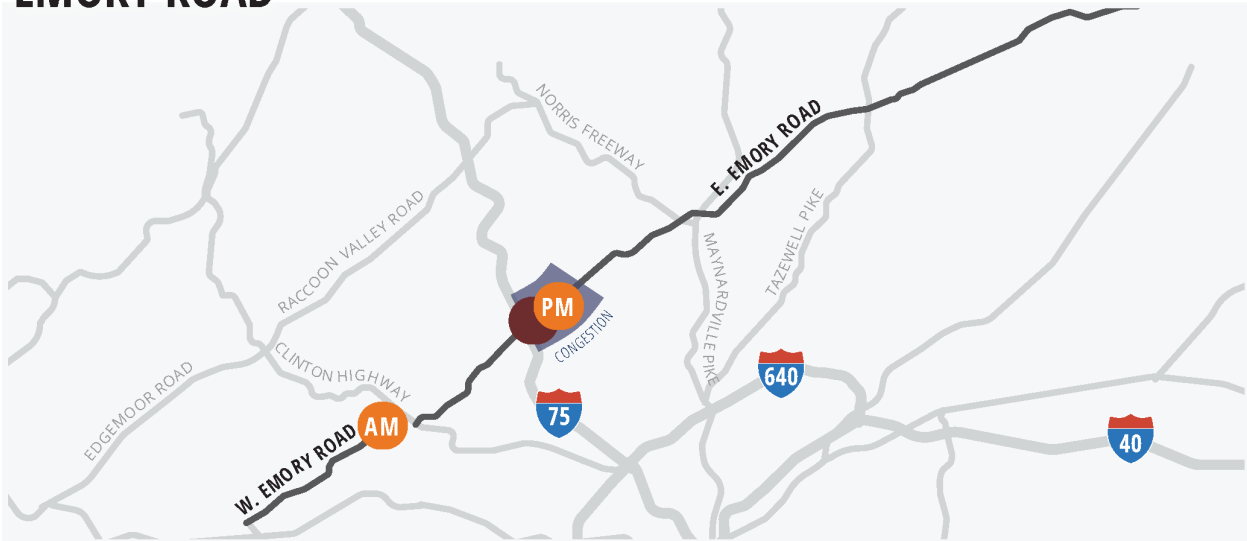 EMORY ROAD
NORRIS FREEWAY
E. EMORY ROAD
RACCOON VALLEY ROAD
TAZEWELL PIKE
MAYNARDVILLE PIKE
PM
CONGESTION
CLINTON HIGHWAY
640
EDGEMOOR ROAD
75
AM
40
W. EMORY ROAD